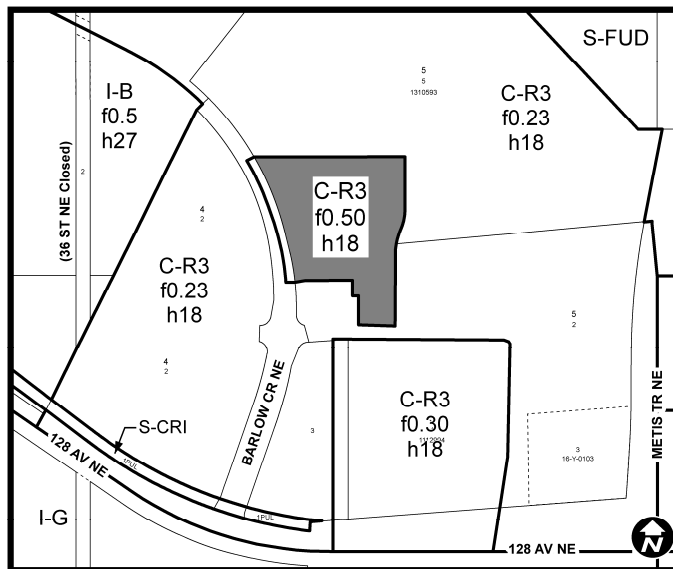 S-FUD
5
5
1310593
I-B
f0.5
h27
C-R3
f0.23
h18
(36 ST NE Closed)
2
C-R3
f0.50
h18
4
2
C-R3
f0.23
h18
5
2
4
2
BARLOW CR NE
C-R3
f0.30
h18
METIS TR NE
3
S-CRI
3
16-Y-0103
128 AV NE
1PUL
1PUL
I-G
128 AV NE
N